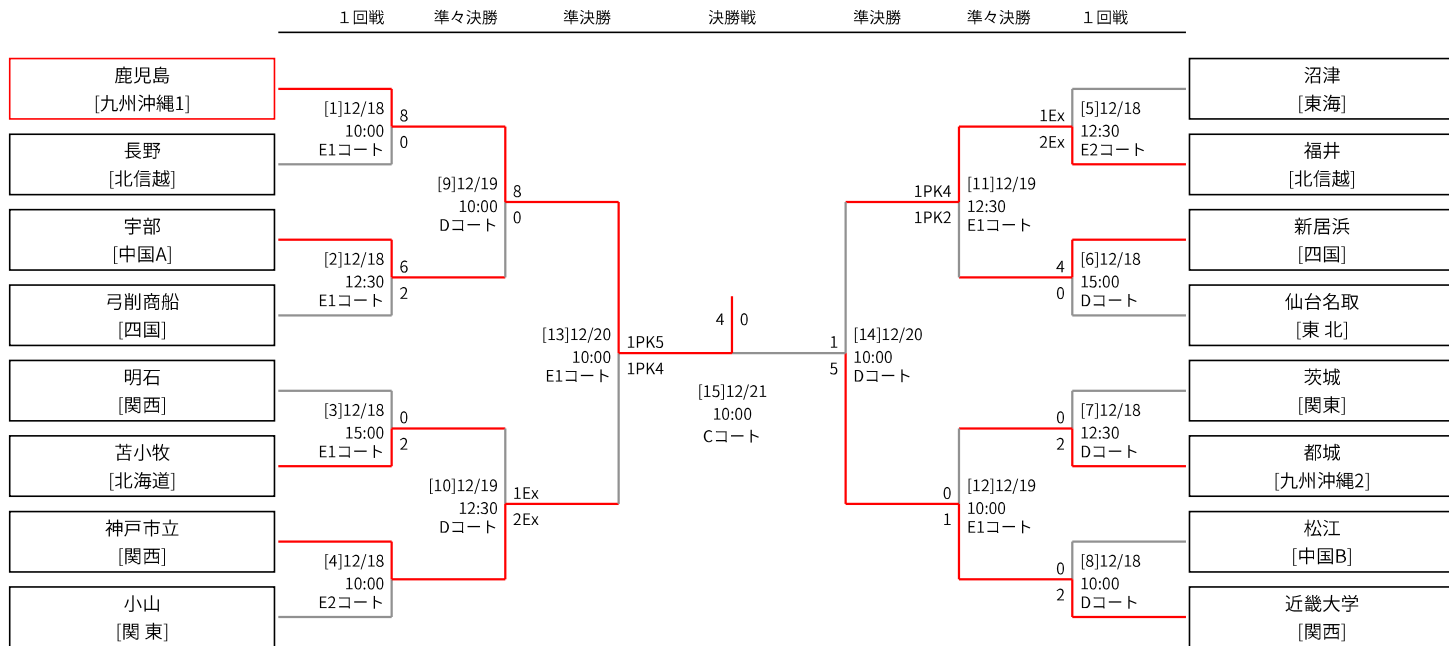 １回戦 準々決勝 準決勝 決勝戦 準決勝 準々決勝 １回戦
鹿児島
[九州沖縄1]
長野
[北信越]
宇部
[中国A]
弓削商船
[四国]
明石
[関西]
苫小牧
[北海道]
神戸市立
[関西]
小山
[関 東]
[1]12/18
10:00
E1コート
8
0
[2]12/18
12:30
E1コート
6
2
[3]12/18
15:00
E1コート
0
2
[4]12/18
10:00
E2コート
[9]12/19
10:00
Dコート
8
0
[10]12/19
12:30
Dコート
1Ex
2Ex
[13]12/20
10:00
E1コート
1PK5
1PK4
4 0
[15]12/21
10:00
Cコート
1
5
[14]12/20
10:00
Dコート
1PK4
1PK2
[11]12/19
12:30
E1コート
0
1
[12]12/19
10:00
E1コート
1Ex
2Ex
[5]12/18
12:30
E2コート
4
0
[6]12/18
15:00
Dコート
0
2
[7]12/18
12:30
Dコート
0
2
[8]12/18
10:00
Dコート
沼津
[東海]
福井
[北信越]
新居浜
[四国]
仙台名取
[東 北]
茨城
[関東]
都城
[九州沖縄2]
松江
[中国B]
近畿大学
[関西]